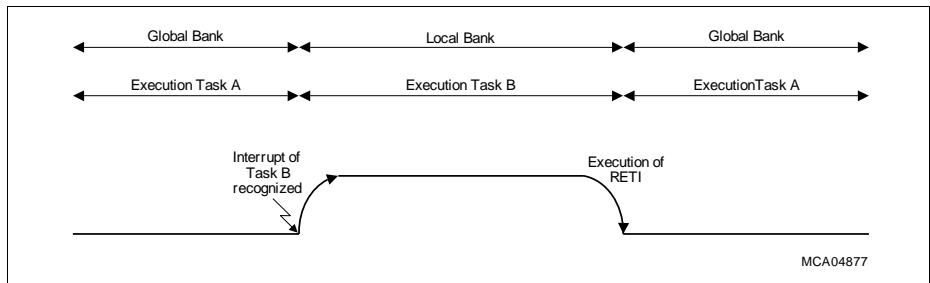 Global Bank
Local Bank
Global Bank
Execution Task A
Execution Task B
ExecutionTask A
Interrupt of
Task B
recognized
Execution of
RETI
MCA04877